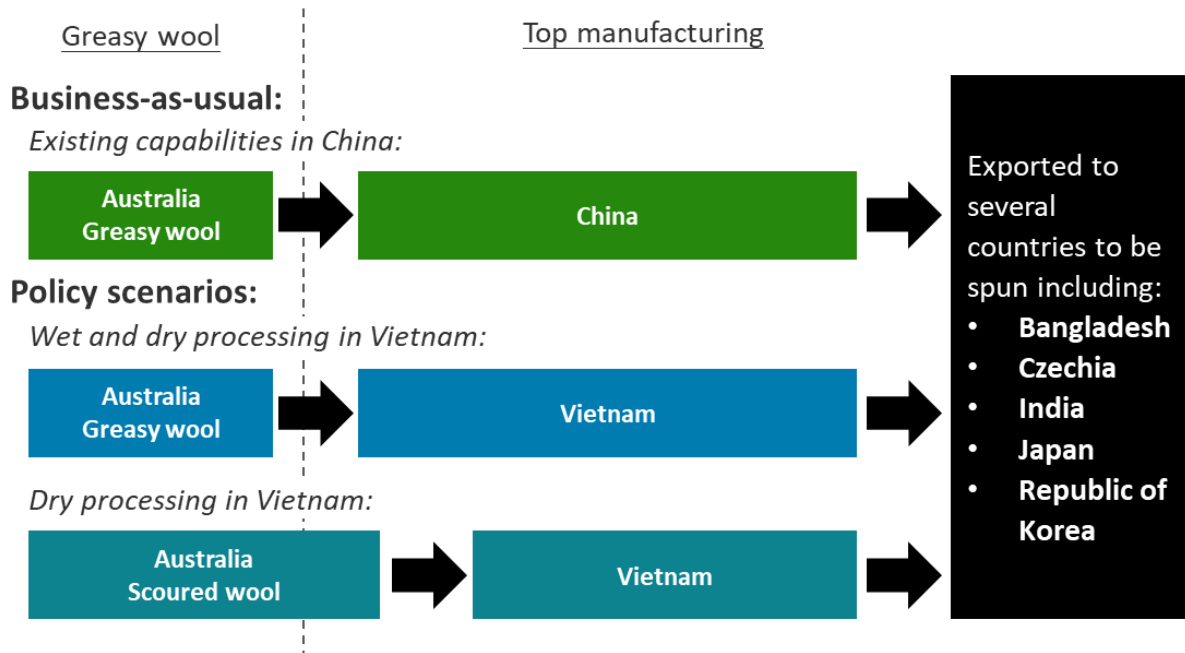 Greasy wool
Top manufacturing
Business-as-usual:
Existing capabilities in China:
Australia
Greasy wool
China
Policy scenarios:
Wet and dry processing in Vietnam:
Australia
Greasy wool
Vietnam
Dry processing in Vietnam:
Australia
Scoured wool
Vietnam
Exported to
several
countries to be
spun including:
• Bangladesh
• Czechia
• India
• Japan
• Republic of
Korea